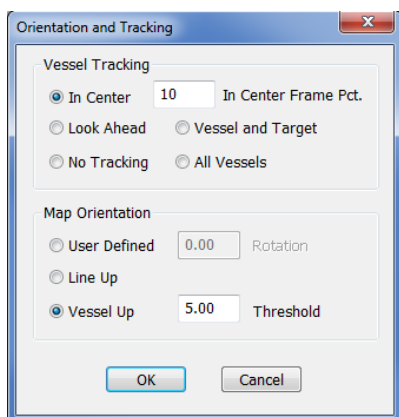 Orientation and Tracking
Vessel Tracking
In Center 10 In Center Frame Pct.
Look Ahead Vessel and Target
No Tracking All Vessels
Map Orientation
User Defined 0.00 Rotation
Line Up
Vessel Up 5.00 Threshold
OK Cancel